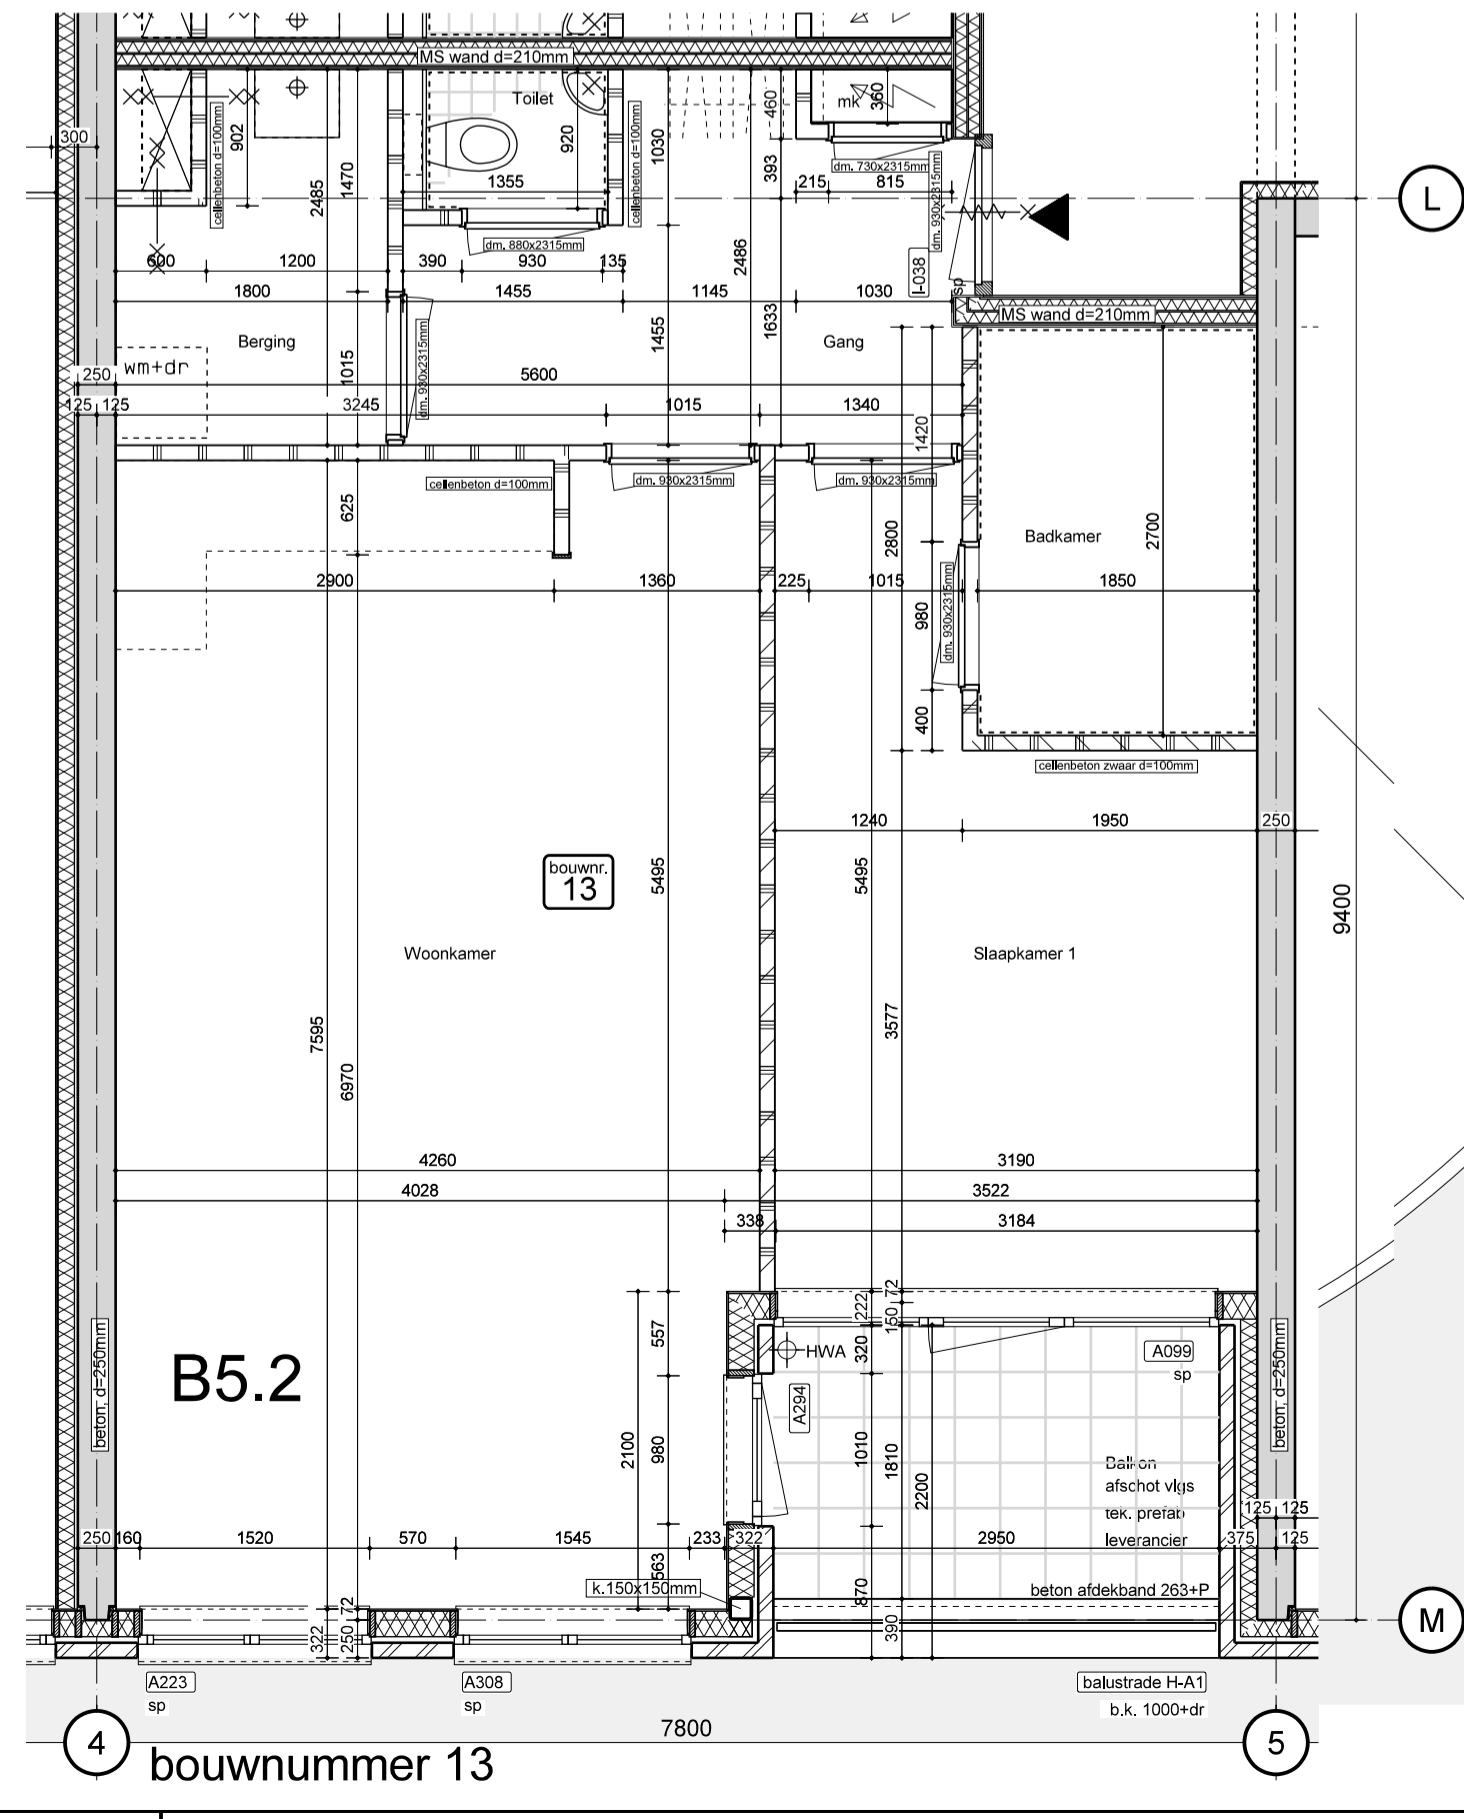 MS wand d=210mm
Toilet
mk
360
460
300
902
cellenbeton d=100mm
2485
1470
920
1355
cellenbeton d=100mm
1030
393
dm. 730x2315mm
215
815
dm. 930x2315mm
L
dm. 880x2315mm
600
1200
390
930
135
2486
I-038
sp
1800
1455
1145
1030
MS wand d=210mm
Berging
1015
dm. 930x2315mm
1455
1633
Gang
wm+dr
250
5600
125
125
3245
1015
1340
1420
cellenbeton d=100mm
dm. 930x2315mm
dm. 930x2315mm
625
2800
Badkamer
2700
2900
1360
225
1015
980
dm. 930x2315mm
1850
400
cellenbeton zwaar d=100mm
1240
1950
250
bouwnr.
13
5495
5495
9400
Woonkamer
Slaapkamer 1
7595
6970
3577
4260
3190
4028
3522
338
3184
72
222
150
557
320
HWA
A099
sp
B5.2
beton; d=250mm
beton; d=250mm
A294
2100
980
1010
1810
2200
Balkon
afschot vlgs
tek. prefab
leverancier
125
125
250
160
1520
570
1545
233
322
2950
375
125
563
k.150x150mm
870
beton afdekband 263+P
72
322
250
390
M
A223
sp
A308
sp
balustrade H-A1
b.k. 1000+dr
7800
4
5
bouwnummer 13